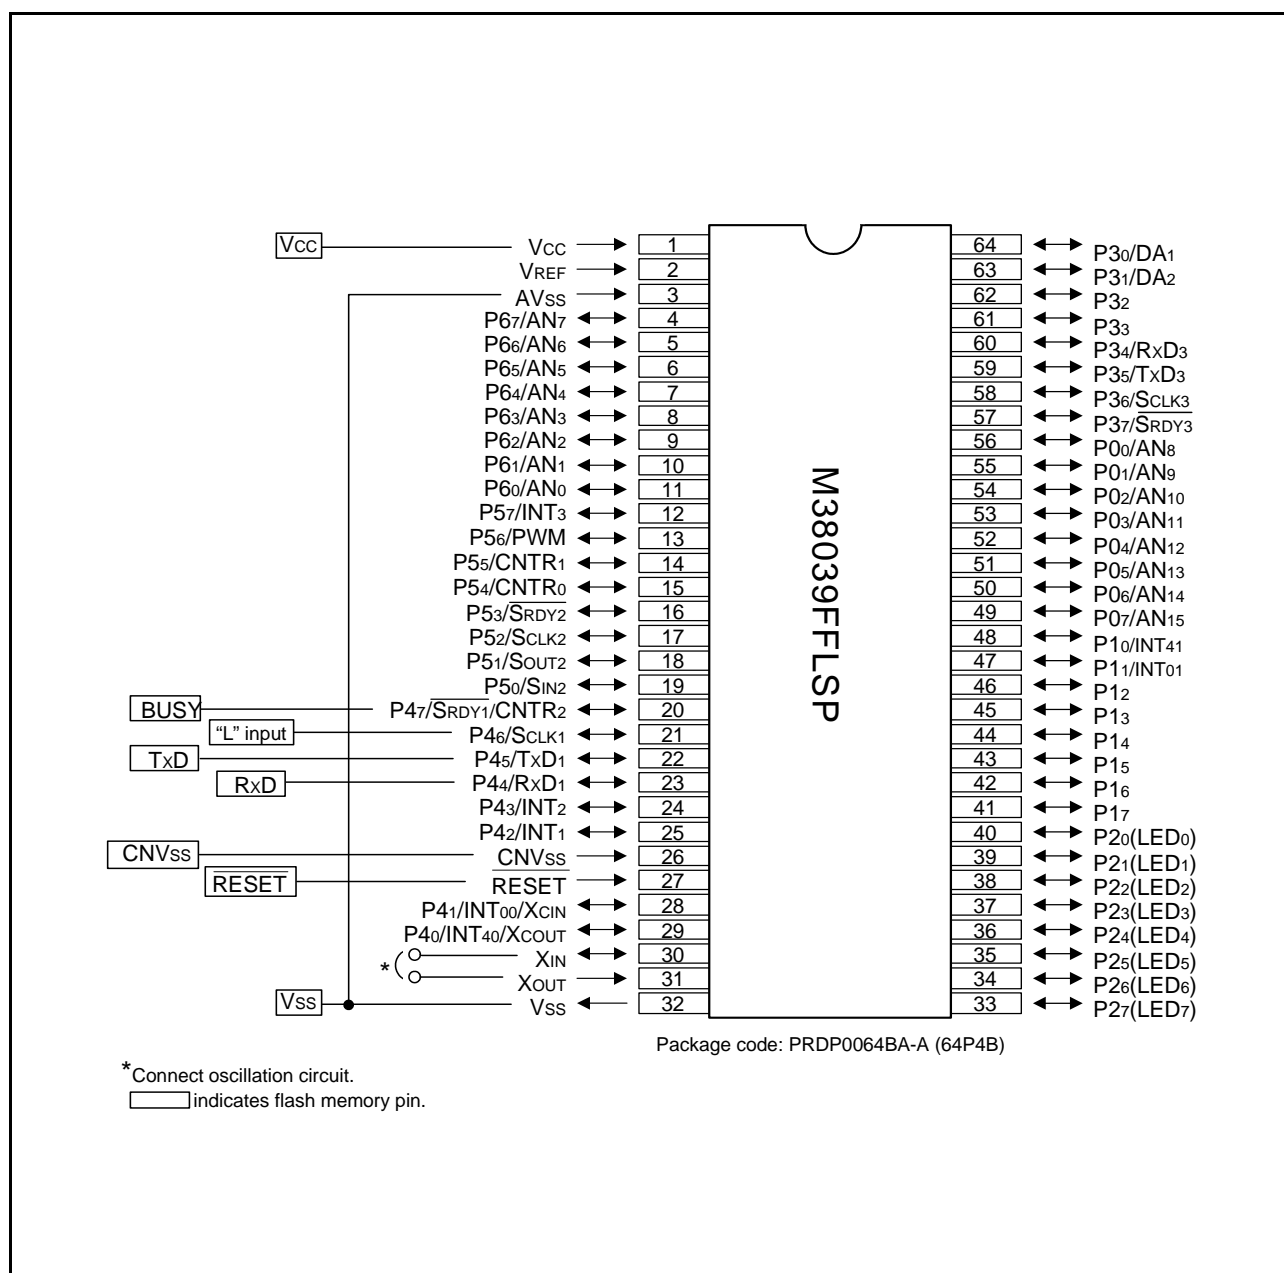 Vcc Vcc 1 64 P30/DA1
VREF 2 63 P31/DA2
AVss 3 62 P32
P67/AN7 4 61 P33
P66/AN6 5 60 P34/RxD3
P65/AN5 6 59 P35/TxD3
P64/AN4 7 58 P36/SCLK3
P63/AN3 8 57 P37/S̅R̅D̅Y̅3̅
P62/AN2 9 56 P00/AN8
P61/AN1 10 55 P01/AN9
P60/AN0 11 54 P02/AN10
P57/INT3 12 53 P03/AN11
P56/PWM 13 52 P04/AN12
P55/CNTR1 14 51 P05/AN13
P54/CNTR0 15 50 P06/AN14
P53/S̅R̅D̅Y̅2̅ 16 49 P07/AN15
P52/SCLK2 17 48 P10/INT41
P51/SOUT2 18 47 P11/INT01
P50/SIN2 19 46 P12
BUSY P47/S̅R̅D̅Y̅1̅/CNTR2 20 45 P13
“L” input P46/SCLK1 21 44 P14
TxD P45/TxD1 22 43 P15
RxD P44/RxD1 23 42 P16
P43/INT2 24 41 P17
P42/INT1 25 40 P20(LED0)
CNVss CNVss 26 39 P21(LED1)
R̅E̅S̅E̅T̅ R̅E̅S̅E̅T̅ 27 38 P22(LED2)
P41/INT00/XCIN 28 37 P23(LED3)
P40/INT40/XCOUT 29 36 P24(LED4)
* XIN 30 35 P25(LED5)
XOUT 31 34 P26(LED6)
Vss Vss 32 33 P27(LED7)
M38039FFLSP
Package code: PRDP0064BA-A (64P4B)
*Connect oscillation circuit.
indicates flash memory pin.